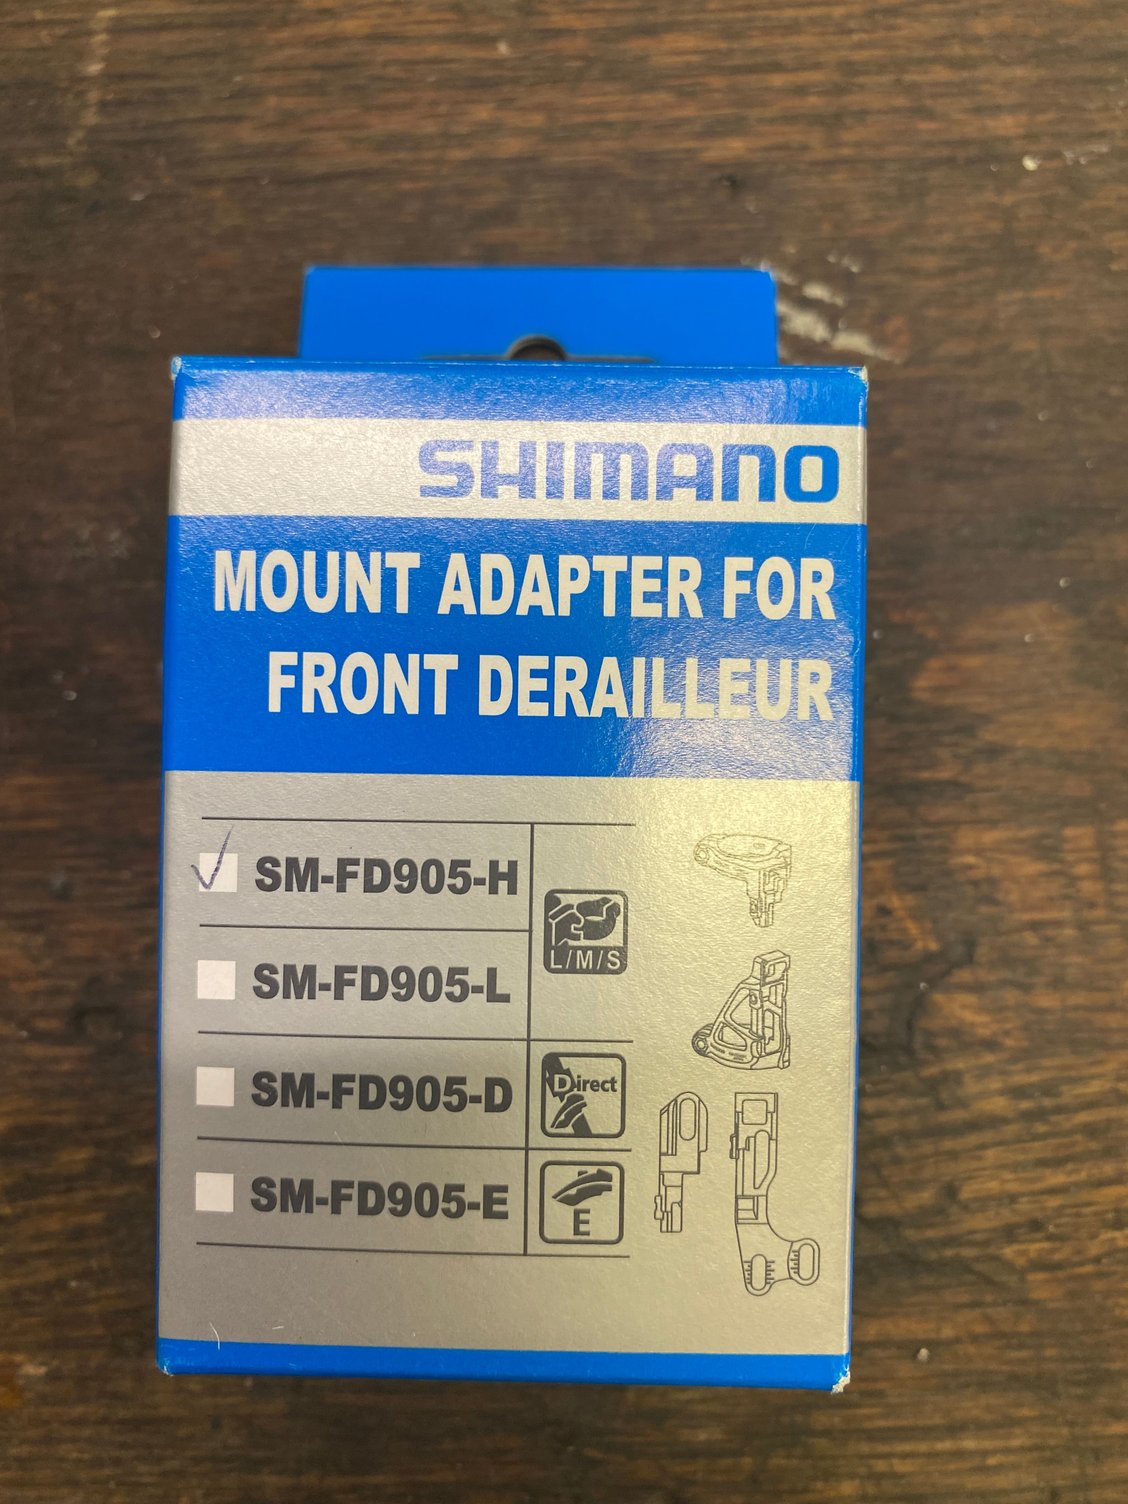 SHIMANO
MOUNT ADAPTER FOR
FRONT DERAILLEUR
SM-FD905-H
L/M/S
SM-FD905-L
SM-FD905-D
Direct
SM-FD905-E
E